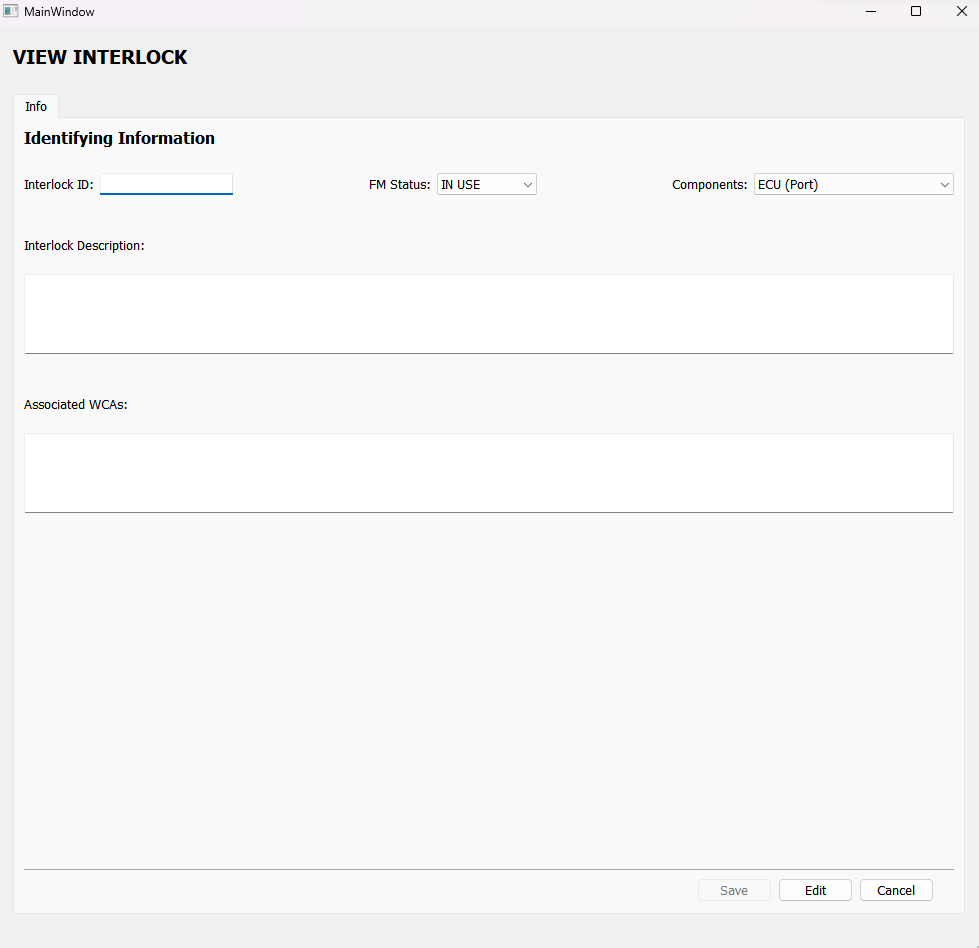 MainWindow
VIEW INTERLOCK
Info
Identifying Information
Interlock ID: FM Status: IN USE Components: ECU (Port)
Interlock Description:
Associated WCAs:
Save Edit Cancel